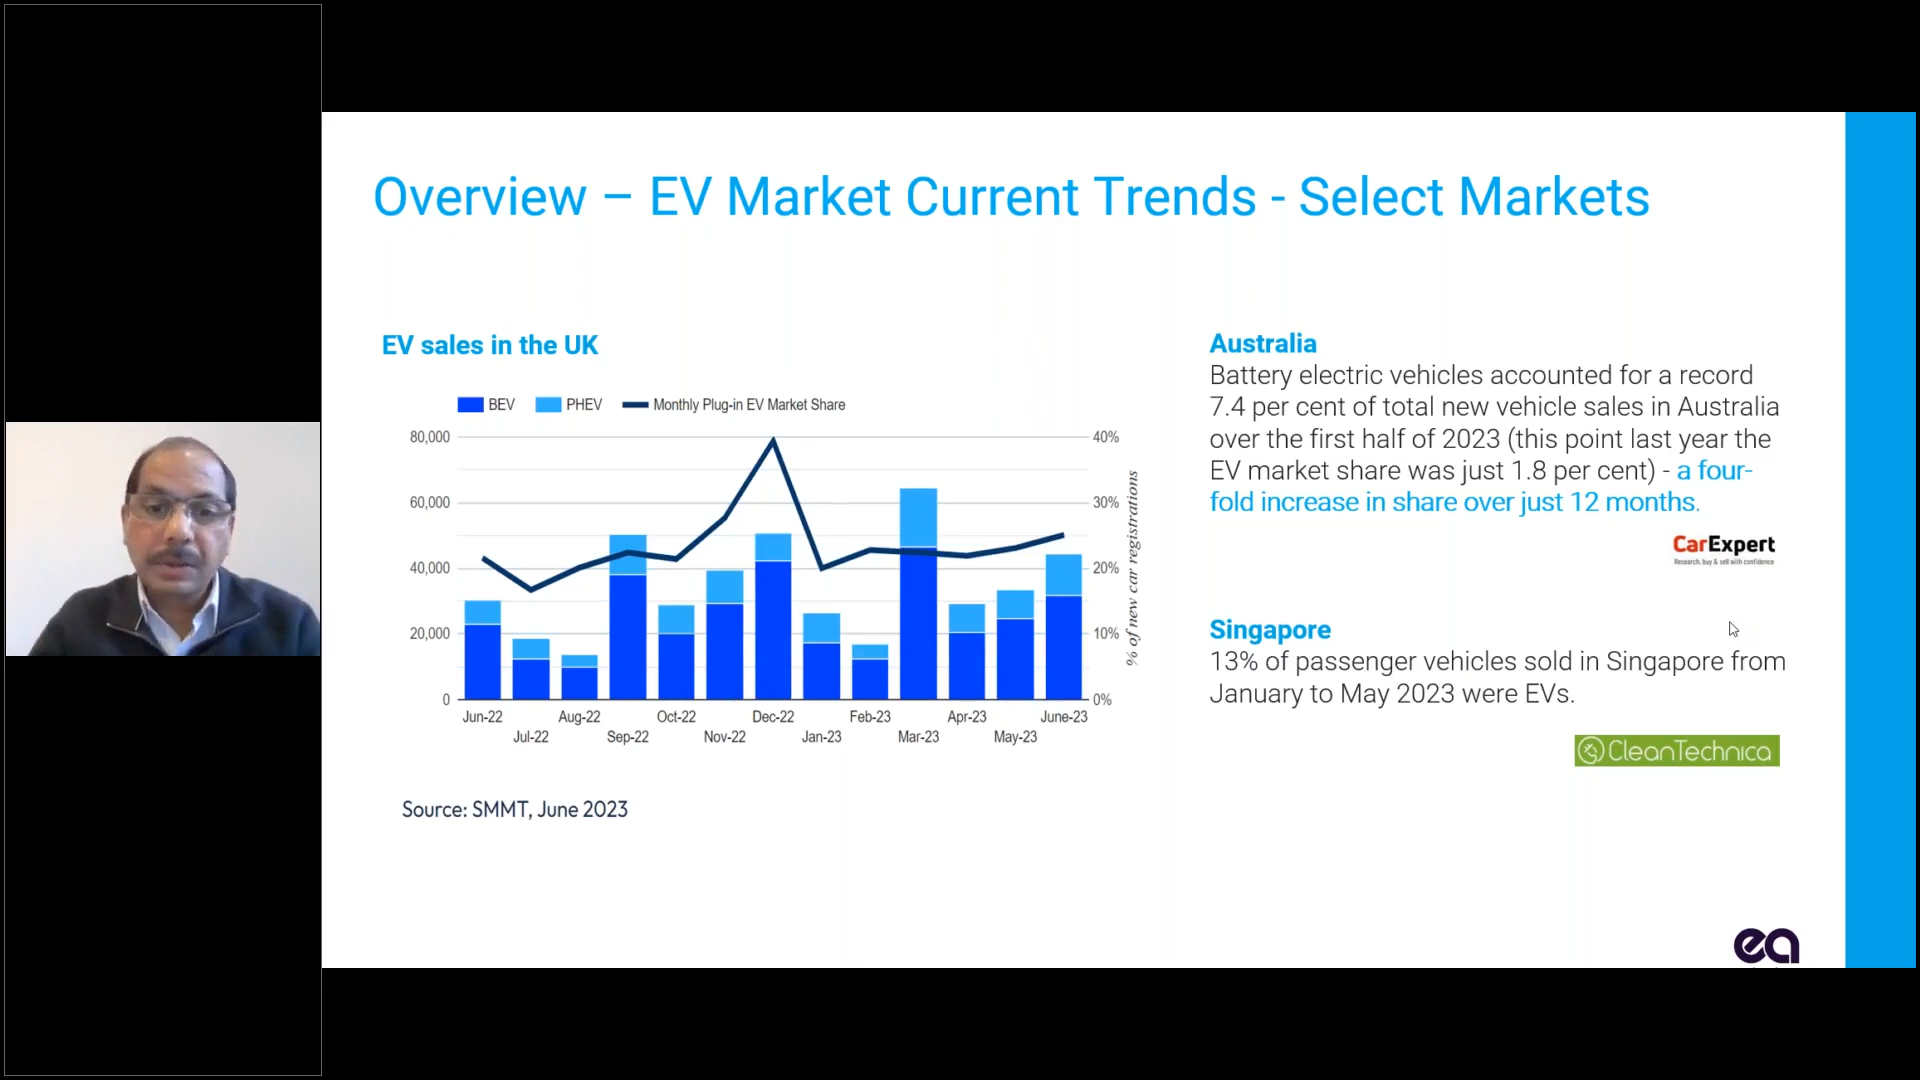 Overview – EV Market Current Trends - Select Markets
EV sales in the UK
BEV PHEV Monthly Plug-in EV Market Share
80,000
60,000
40,000
20,000
0
40%
30%
20%
10%
0%
% of new car registrations
Jun-22 Aug-22 Oct-22 Dec-22 Feb-23 Apr-23 June-23
Jul-22 Sep-22 Nov-22 Jan-23 Mar-23 May-23
Source: SMMT, June 2023
Australia
Battery electric vehicles accounted for a record
7.4 per cent of total new vehicle sales in Australia
over the first half of 2023 (this point last year the
EV market share was just 1.8 per cent) - a four-
fold increase in share over just 12 months.
CarExpert
Research, buy & sell with confidence
Singapore
13% of passenger vehicles sold in Singapore from
January to May 2023 were EVs.
CleanTechnica
ea